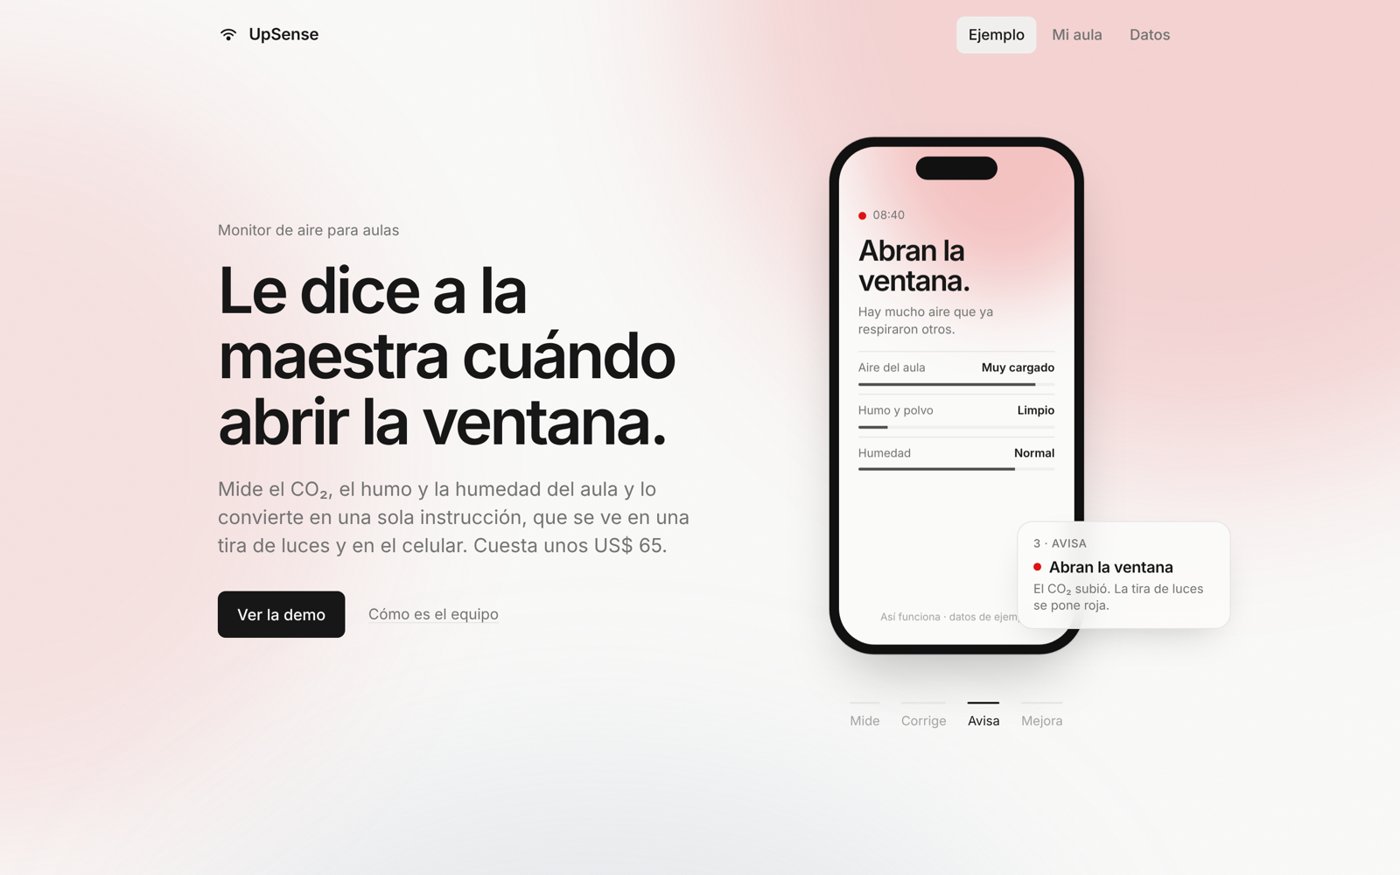 UpSense
Ejemplo
Mi aula
Datos
Monitor de aire para aulas
Le dice a la
maestra cuándo
abrir la ventana.
Mide el CO₂, el humo y la humedad del aula y lo
convierte en una sola instrucción, que se ve en una
tira de luces y en el celular. Cuesta unos US$ 65.
Ver la demo
Cómo es el equipo
08:40
Abran la
ventana.
Hay mucho aire que ya
respiraron otros.
Aire del aula
Muy cargado
Humo y polvo
Limpio
Humedad
Normal
Así funciona · datos de
3 · AVISA
Abran la ventana
El CO₂ subió. La tira de luces
se pone roja.
Mide
Corrige
Avisa
Mejora